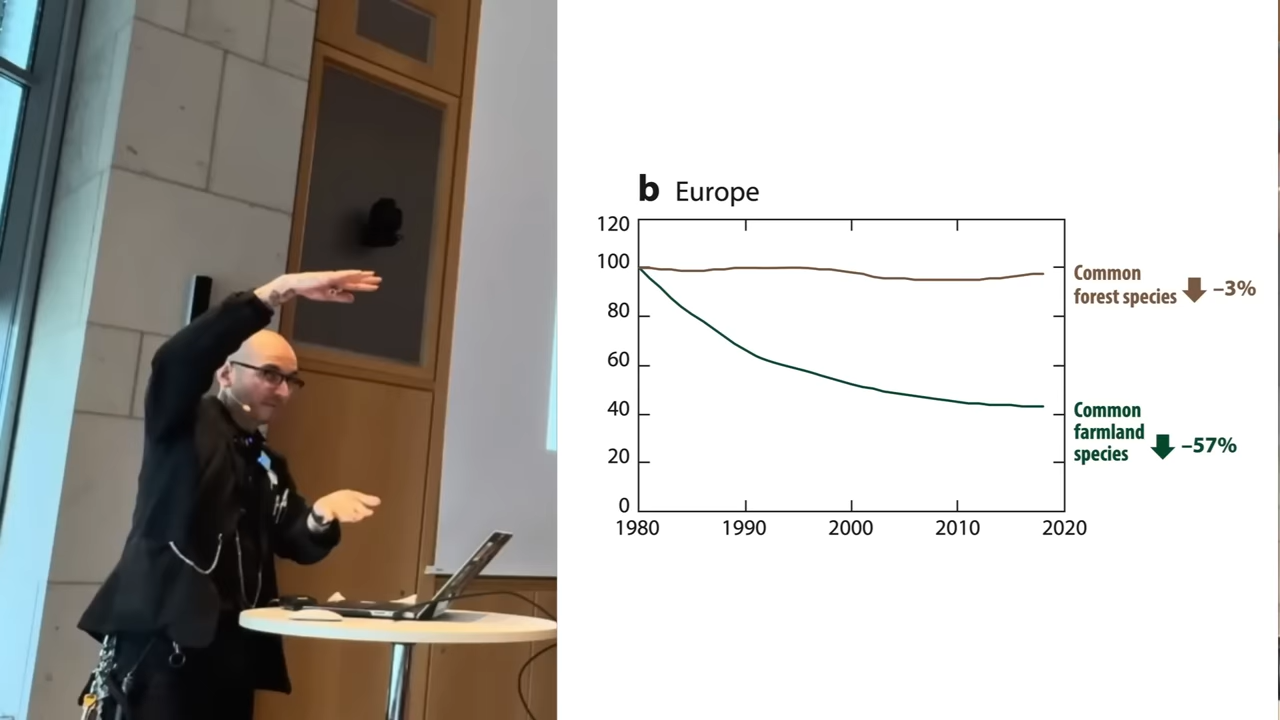 b Europe
120
100
80
60
40
20
0
1980 1990 2000 2010 2020
Common
forest species –3%
Common
farmland
species –57%